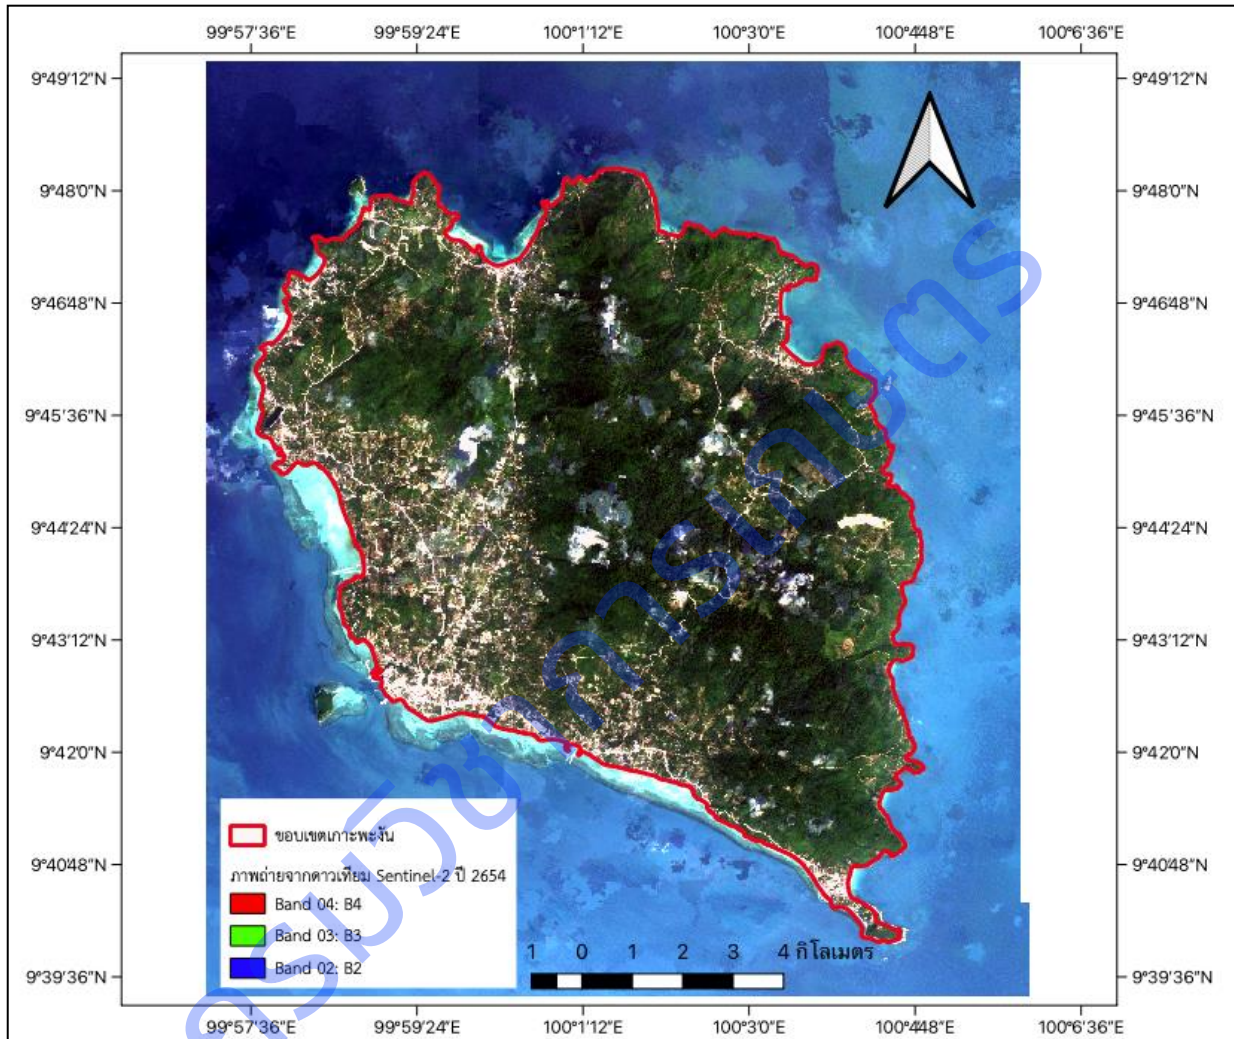 99°57'36"E 99°59'24"E 100°1'12"E 100°3'0"E 100°4'48"E 100°6'36"E
9°49'12"N 9°49'12"N
9°48'0"N 9°48'0"N
9°46'48"N 9°46'48"N
9°45'36"N 9°45'36"N
9°44'24"N 9°44'24"N
9°43'12"N 9°43'12"N
9°42'0"N 9°42'0"N
ขอบเขตเกาะพะงัน
9°40'48"N 9°40'48"N
ภาพถ่ายจากดาวเทียม Sentinel-2 ปี 2654
Band 04: B4
Band 03: B3
Band 02: B2
1 0 1 2 3 4 กิโลเมตร
9°39'36"N 9°39'36"N
99°57'36"E 99°59'24"E 100°1'12"E 100°3'0"E 100°4'48"E 100°6'36"E